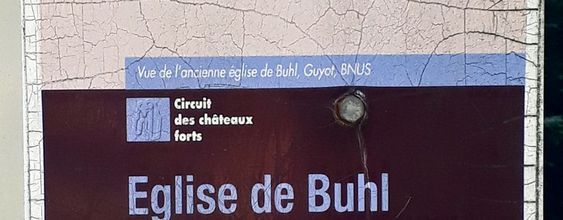 Vue de l'ancienne église de Buhl, Guyot, BNUS
Circuit
des châteaux
forts
Eglise de Buhl